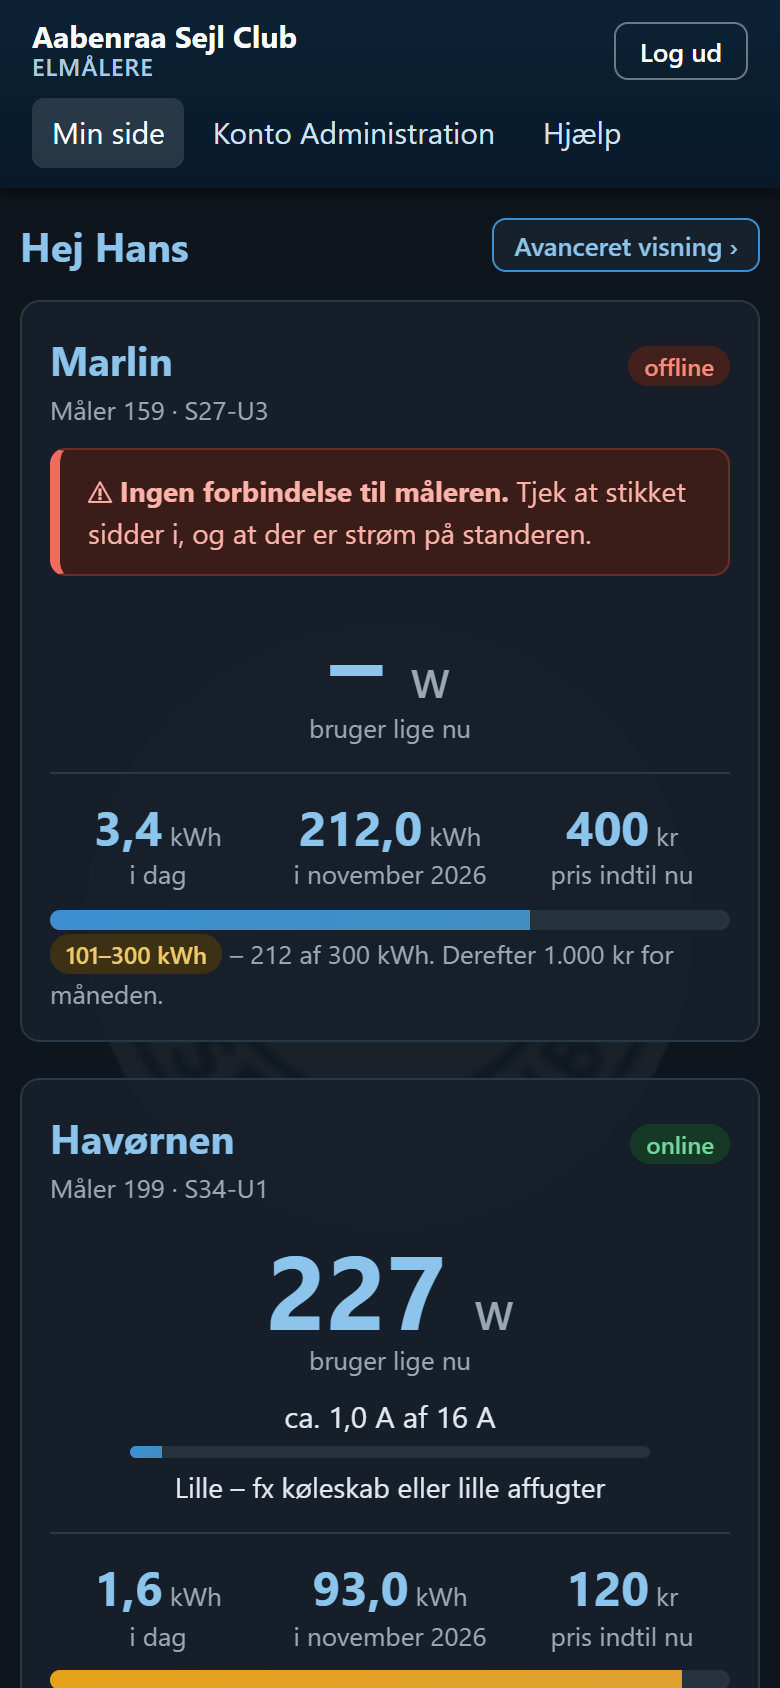 Aabenraa Sejl Club
ELMÅLERE
Log ud
Min side
Konto Administration
Hjælp
Hej Hans
Avanceret visning ›
Marlin
offline
Måler 159 · S27-U3
⚠ Ingen forbindelse til måleren. Tjek at stikket
sidder i, og at der er strøm på standeren.
– W
bruger lige nu
3,4 kWh
i dag
212,0 kWh
i november 2026
400 kr
pris indtil nu
101–300 kWh – 212 af 300 kWh. Derefter 1.000 kr for
måneden.
Havørnen
online
Måler 199 · S34-U1
227 W
bruger lige nu
ca. 1,0 A af 16 A
Lille – fx køleskab eller lille affugter
1,6 kWh
i dag
93,0 kWh
i november 2026
120 kr
pris indtil nu